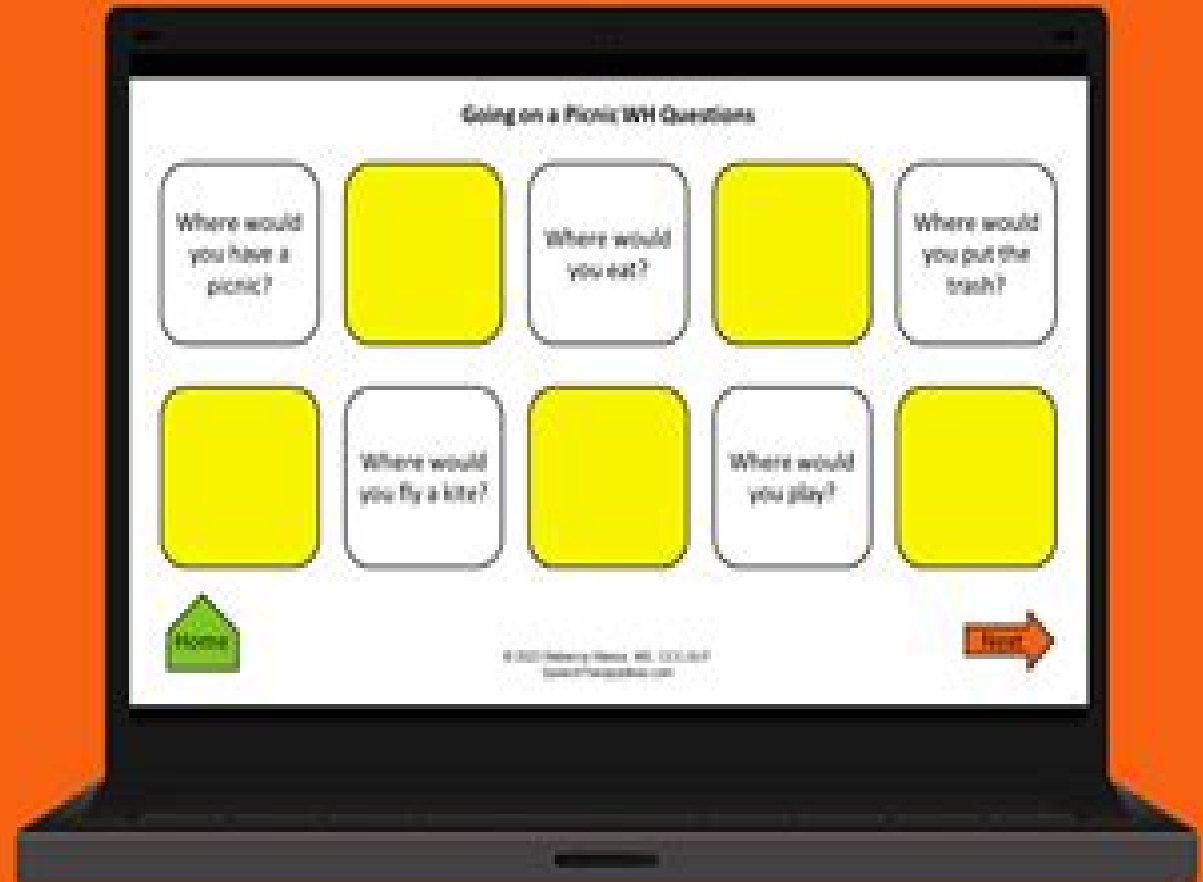 Going on a Picnic WH Questions
Where would
you have a
picnic?
Where would
you eat?
Where would
you put the
trash?
Where would
you fly a kite?
Where would
you play?
Home
Next